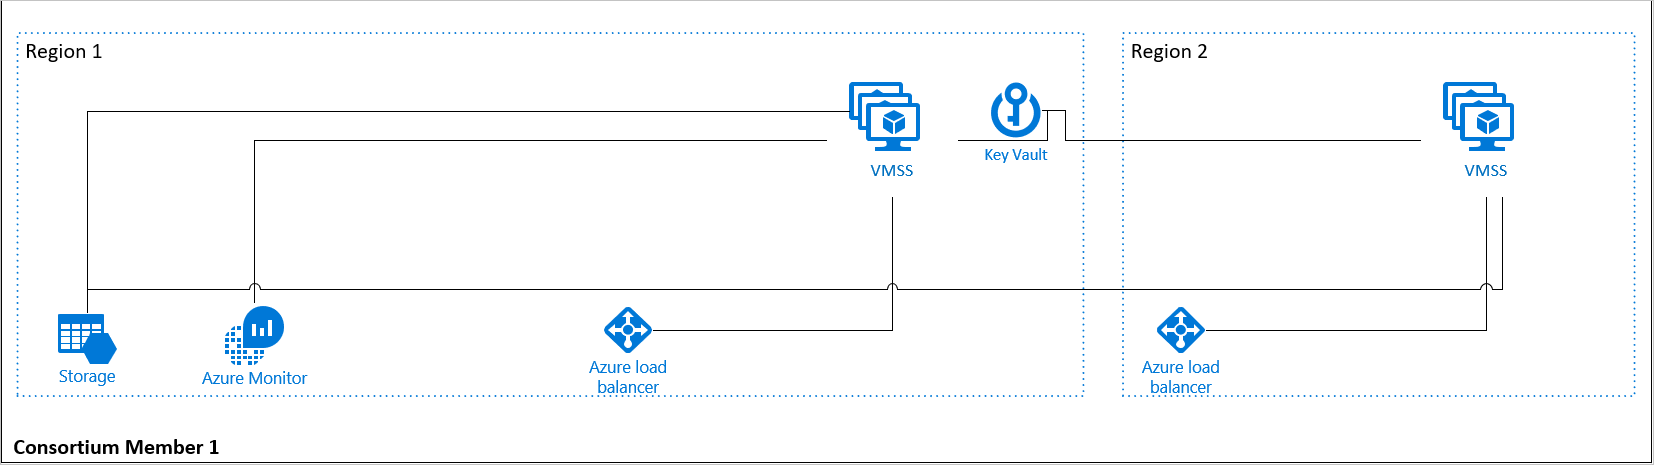 Region 1
Region 2
Key Vault
VMSS
VMSS
Azure load
balancer
Azure load
balancer
Storage
Azure Monitor
Consortium Member 1